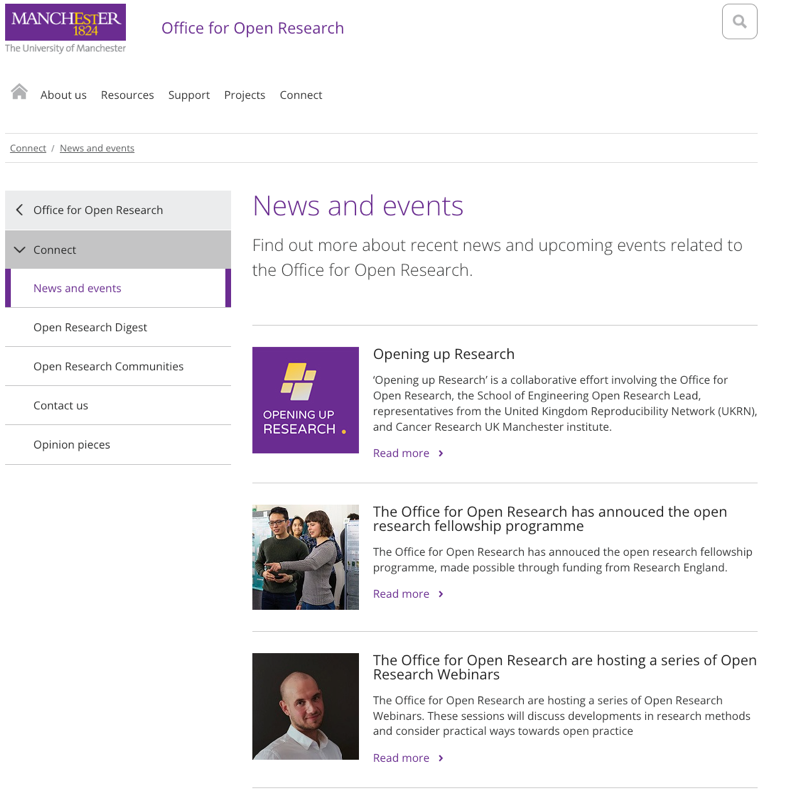 MANCHESTER
1824
The University of Manchester
Office for Open Research
About us Resources Support Projects Connect
Connect / News and events
Office for Open Research
Connect
News and events
Open Research Digest
Open Research Communities
Contact us
Opinion pieces
News and events
Find out more about recent news and upcoming events related to
the Office for Open Research.
OPENING UP
RESEARCH.
Opening up Research
‘Opening up Research’ is a collaborative effort involving the Office for
Open Research, the School of Engineering Open Research Lead,
representatives from the United Kingdom Reproducibility Network (UKRN),
and Cancer Research UK Manchester institute.
Read more
The Office for Open Research has annouced the open
research fellowship programme
The Office for Open Research has annouced the open research fellowship
programme, made possible through funding from Research England.
Read more
The Office for Open Research are hosting a series of Open
Research Webinars
The Office for Open Research are hosting a series of Open Research
Webinars. These sessions will discuss developments in research methods
and consider practical ways towards open practice
Read more